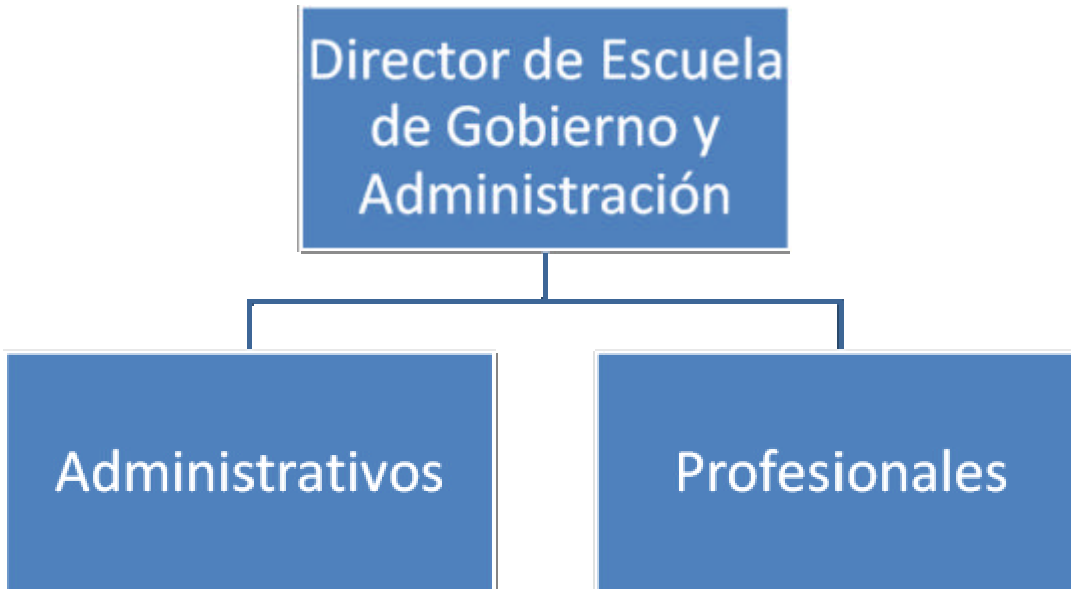 Director de Escuela
de Gobierno y
Administración
Administrativos
Profesionales